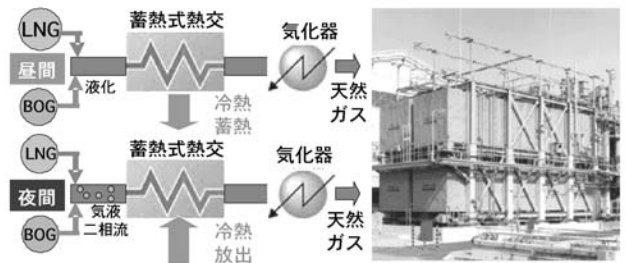 LNG
昼間
BOG
液化
蓄熱式熱交
冷熱
蓄熱
気化器
天然
ガス
LNG
夜間
BOG
気液
二相流
蓄熱式熱交
冷熱
放出
気化器
天然
ガス